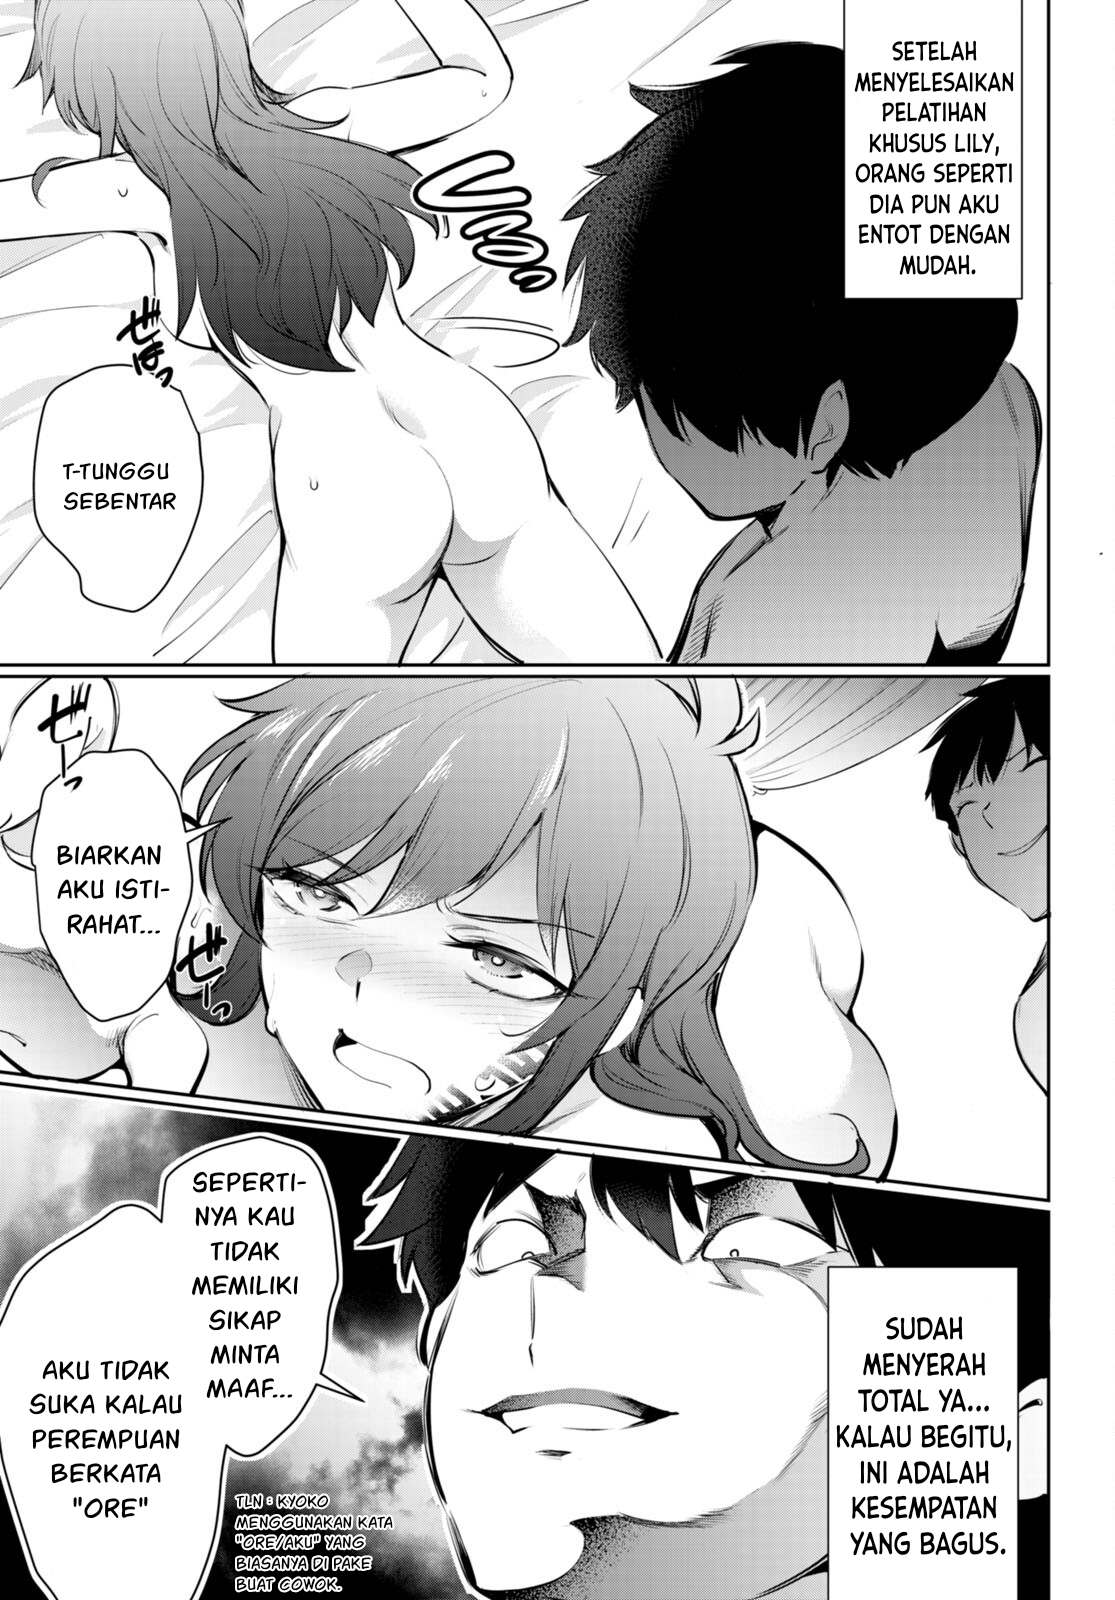 SETELAH
MENYELESAIKAN
PELATIHAN
KHUSUS LILY,
ORANG SEPERTI
DIA PUN AKU
ENTOT DENGAN
MUDAH.
T-TUNGGU
SEBENTAR
ゼはっ
BIARKAN
AKU ISTI-
RAHAT...
ゼーっ
ゼーっ
SEPERTI-
NYA KAU
TIDAK
MEMILIKI
SIKAP
MINTA
MAAF...
AKU TIDAK
SUKA KALAU
PEREMPUAN
BERKATA
"ORE"
TLN : KYOKO
MENGGUNAKAN KATA
"ORE/AKU" YANG
BIASANYA DI PAKE
BUAT COWOK.
SUDAH
MENYERAH
TOTAL YA...
KALAU BEGITU,
INI ADALAH
KESEMPATAN
YANG BAGUS.